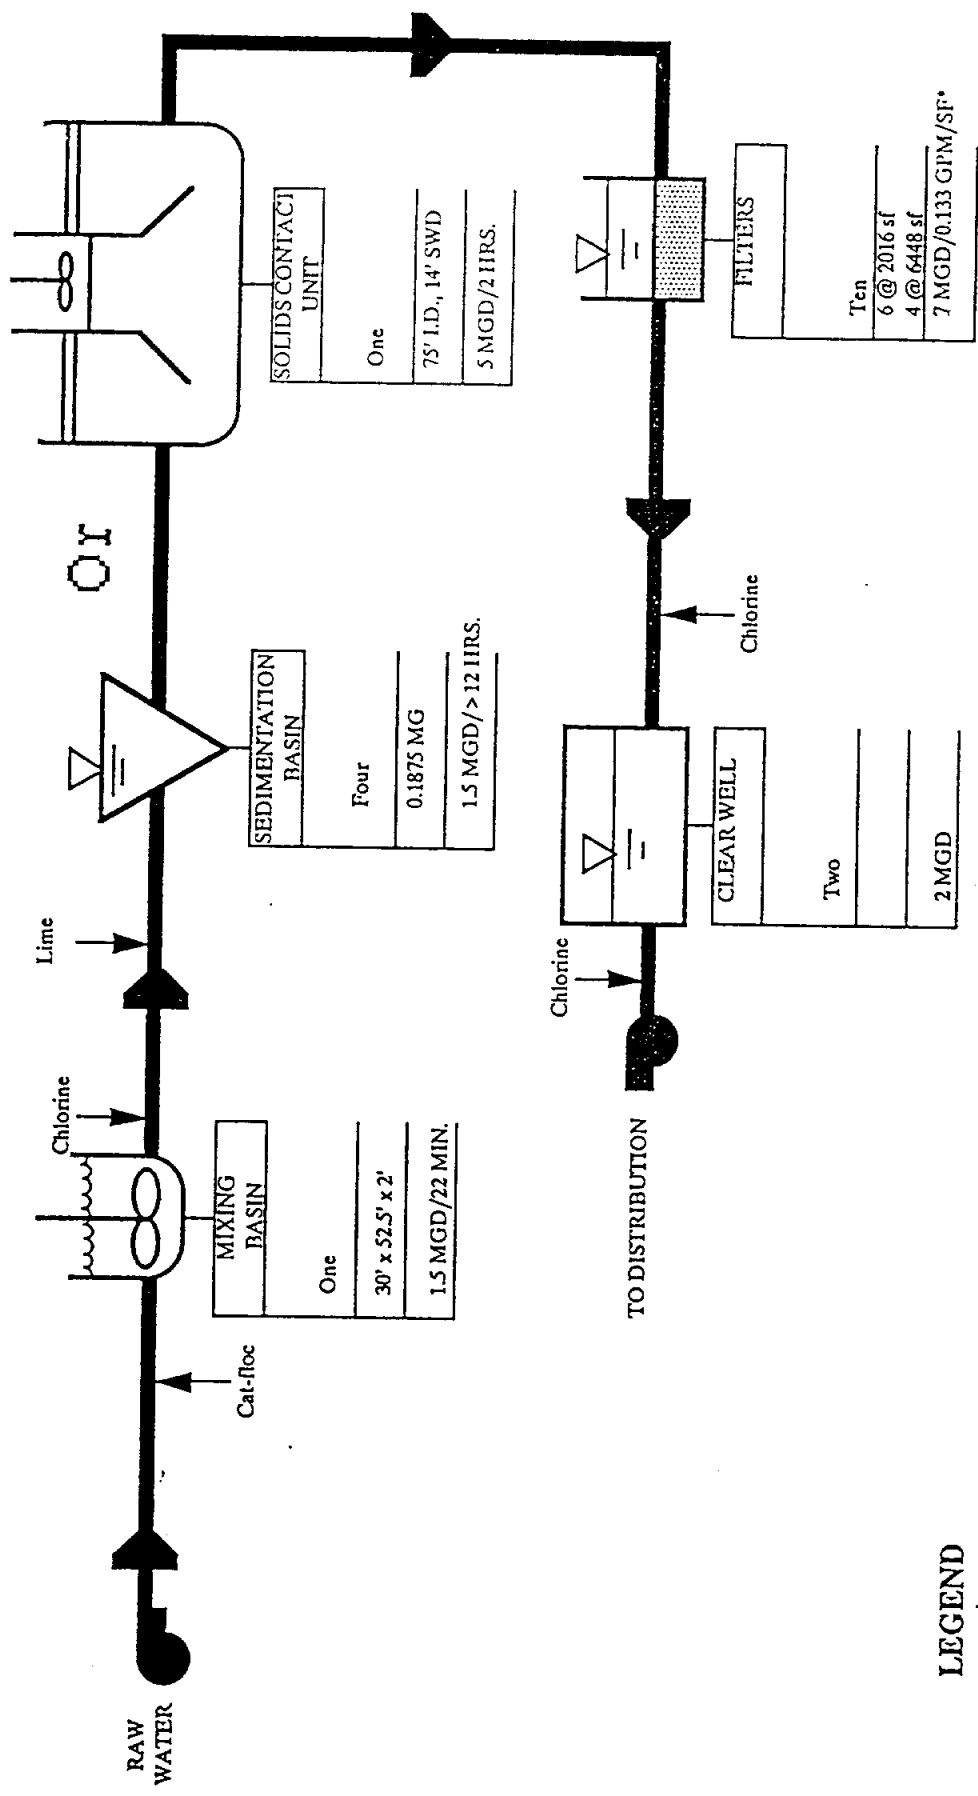 RAW
WATER
Cat-floc
MIXING
BASIN
One
30' x 52.5' x 2'
1.5 MGD/22 MIN.
Chlorine
Lime
SEDIMENTATION
BASIN
Four
0.1875 MG
1.5 MGD/> 12 HRS.
Or
SOLIDS CONTACT
UNIT
One
75' I.D., 14' SWD
5 MGD/2 HRS.
FILTERS
Ten
6 @ 2016 sf
4 @ 6448 sf
7 MGD/0.133 GPM/SF*
Chlorine
CLEAR WELL
Two
2 MGD
Chlorine
TO DISTRIBUTION
LEGEND